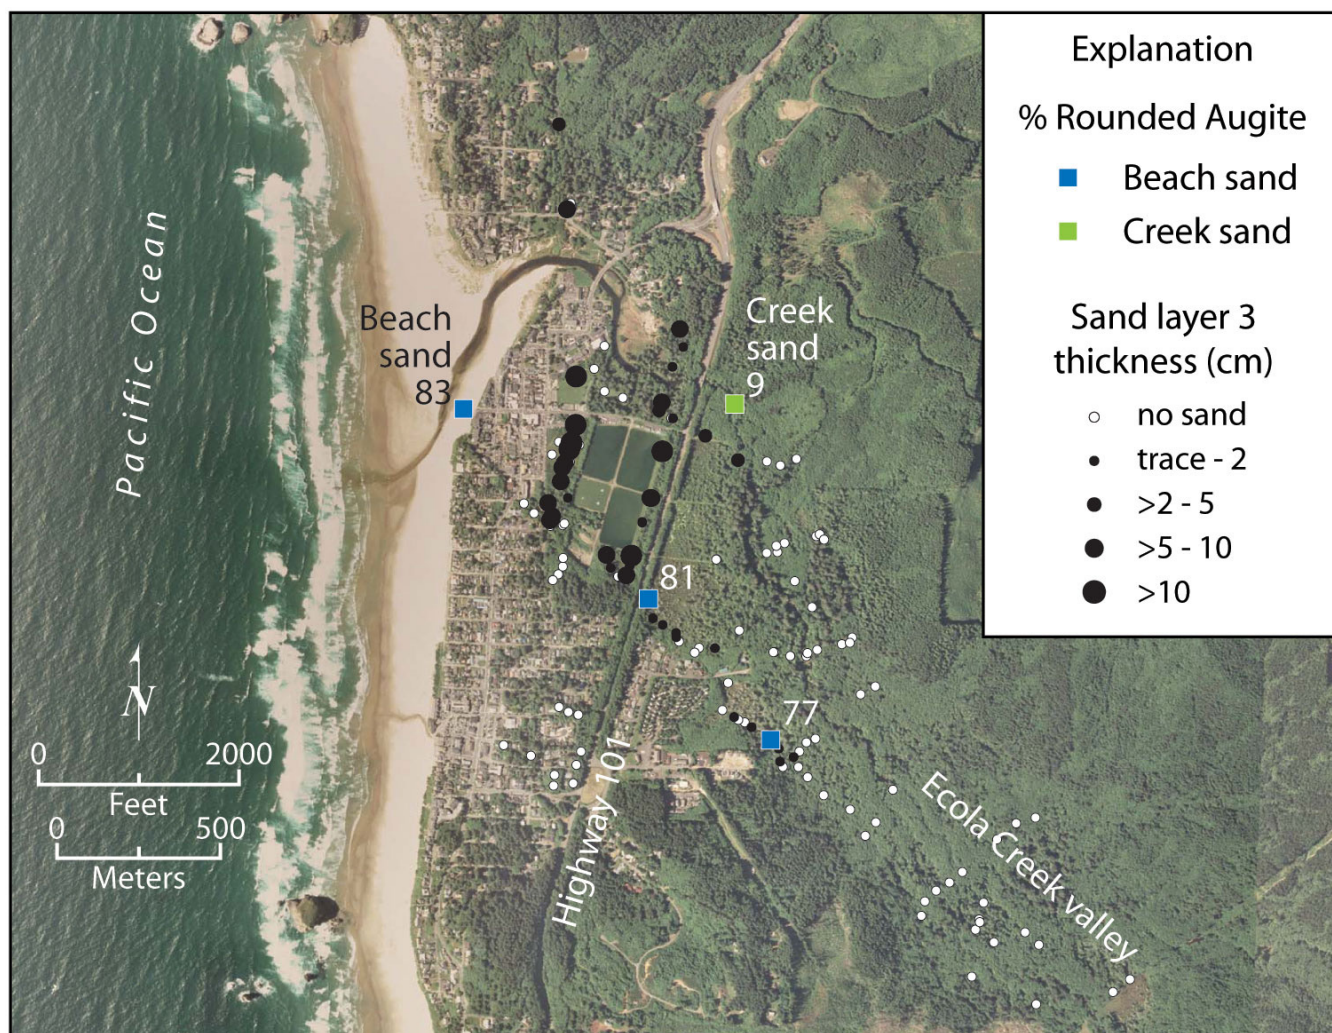 Explanation
% Rounded Augite
Beach sand
Creek sand
Sand layer 3
thickness (cm)
no sand
trace - 2
>2 - 5
>5 - 10
>10
Pacific Ocean
Beach
sand
83
Creek
sand
9
81
77
N
0 2000
Feet
0 500
Meters
Highway 101
Ecola Creek valley